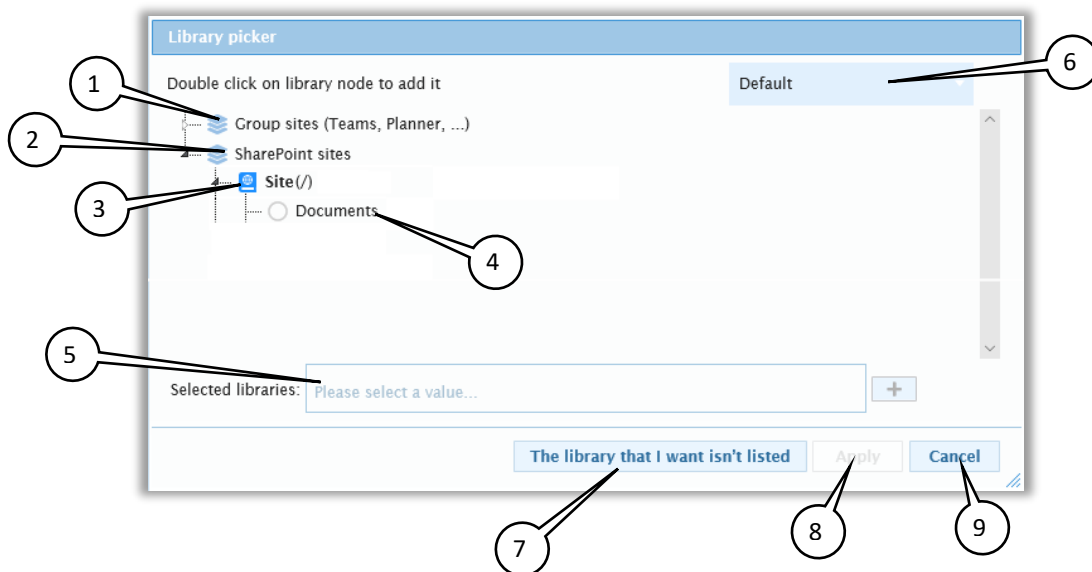 Library picker
6
Double click on library node to add it
Default
1
Group sites (Teams, Planner, ...)
2
SharePoint sites
Site(/)
3
Documents
4
5
Selected libraries:
Please select a value...
+
The library that I want isn't listed
Apply
Cancel
7
8
9